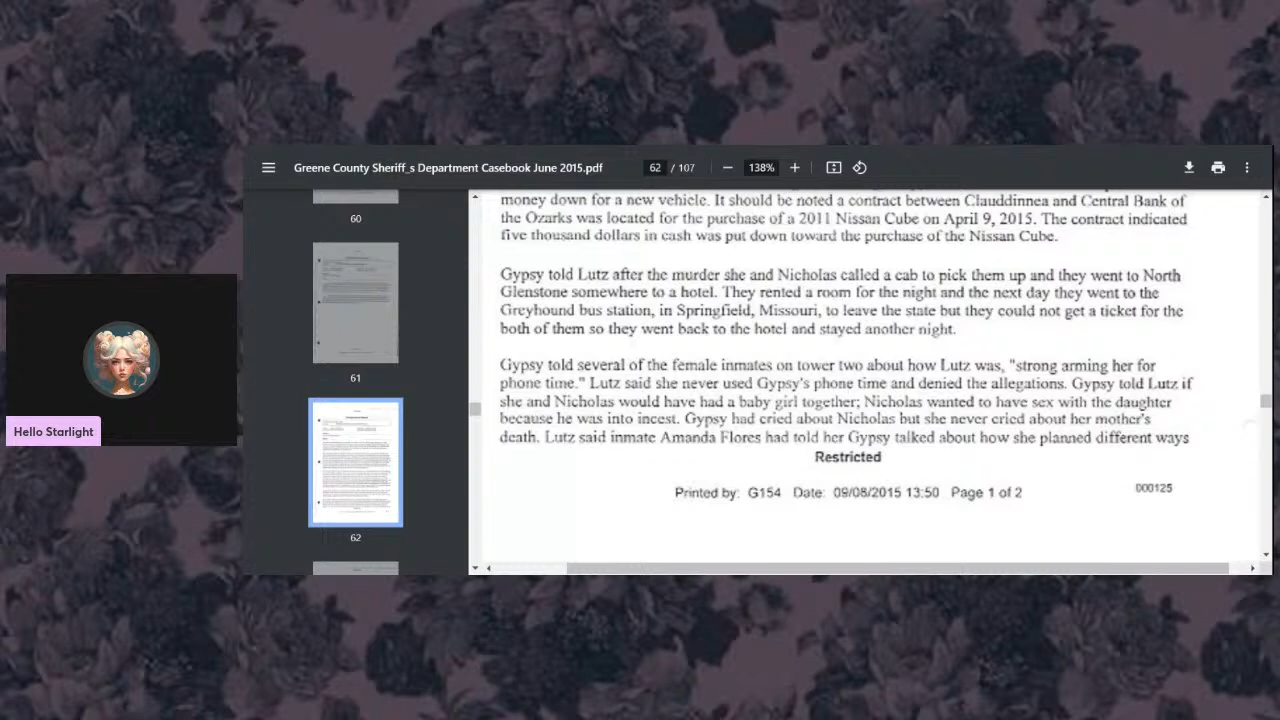 Greene County Sheriff_s Department Casebook June 2015.pdf
62 / 107
138%
60
61
62
Hello Starlight
money down for a new vehicle. It should be noted a contract between Clauddinnea and Central Bank of
the Ozarks was located for the purchase of a 2011 Nissan Cube on April 9, 2015. The contract indicated
five thousand dollars in cash was put down toward the purchase of the Nissan Cube.
Gypsy told Lutz after the murder she and Nicholas called a cab to pick them up and they went to North
Glenstone somewhere to a hotel. They rented a room for the night and the next day they went to the
Greyhound bus station, in Springfield, Missouri, to leave the state but they could not get a ticket for the
both of them so they went back to the hotel and stayed another night.
Gypsy told several of the female inmates on tower two about how Lutz was, "strong arming her for
phone time." Lutz said she never used Gypsy's phone time and denied the allegations. Gypsy told Lutz if
she and Nicholas would have had a baby girl together; Nicholas wanted to have sex with the daughter
because he was into incest. Gypsy had cried about Nicholas but she never cried about her mother's
death. Lutz said inmate Amanda Flores had told her Gypsy talked about how she planned different ways
Restricted
Printed by: G154 Date: 09/08/2015 13:50 Page 1 of 2
000125